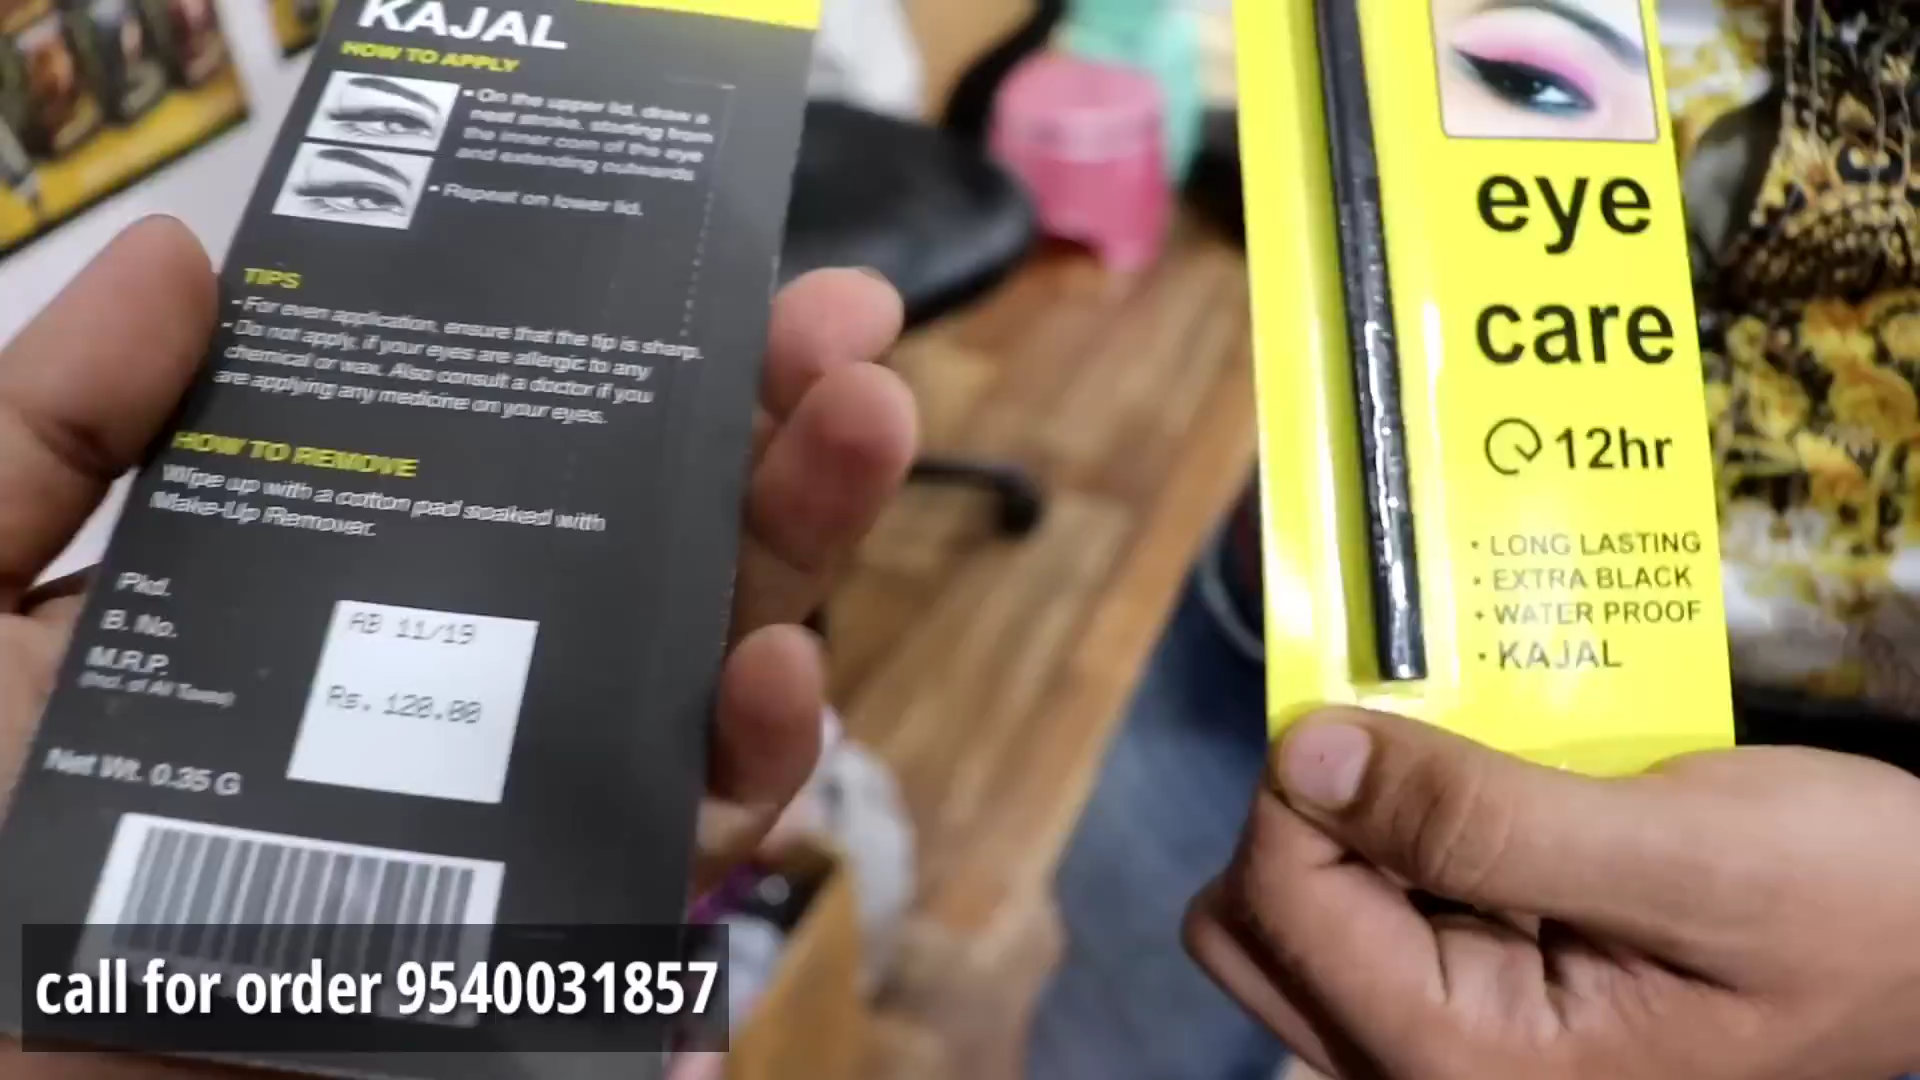 KAJAL
HOW TO APPLY
• On the upper lid, draw a
neat stroke, starting from
the inner corn of the eye
and extending outwards
• Repeat on lower lid.
TIPS
- For even application, ensure that the tip is sharp.
- Do not apply, if your eyes are allergic to any
chemical or wax. Also consult a doctor if you
are applying any medicine on your eyes.
HOW TO REMOVE
Wipe up with a cotton pad soaked with
Make-Up Remover.
Pkd.
B. No.
AB 11/19
M.R.P.
(Incl. of All Taxes)
Rs. 120.00
Net Wt. 0.35 G
call for order 9540031857
eye
care
12hr
• LONG LASTING
• EXTRA BLACK
• WATER PROOF
• KAJAL